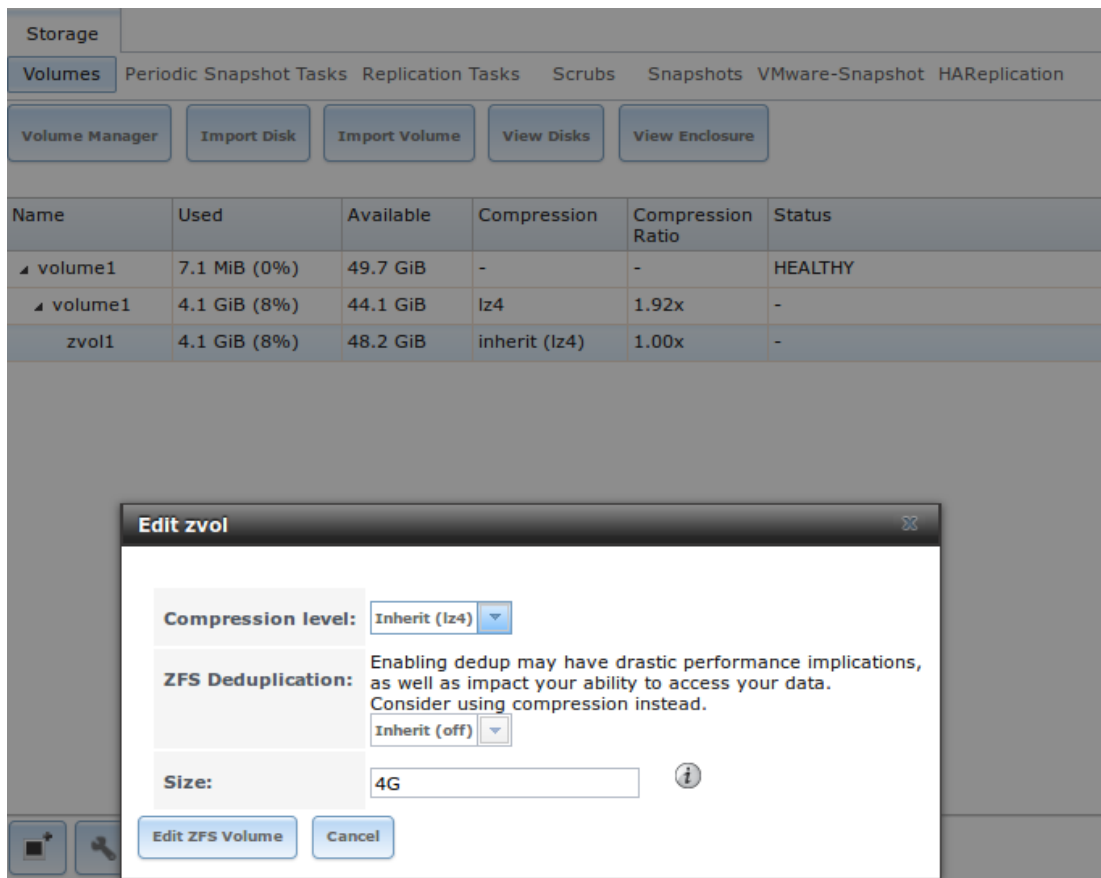 Storage
Volumes Periodic Snapshot Tasks Replication Tasks Scrubs Snapshots VMware-Snapshot HAReplication
Volume Manager Import Disk Import Volume View Disks View Enclosure
Name Used Available Compression Compression Ratio Status
volume1 7.1 MiB (0%) 49.7 GiB - - HEALTHY
volume1 4.1 GiB (8%) 44.1 GiB lz4 1.92x -
zvol1 4.1 GiB (8%) 48.2 GiB inherit (lz4) 1.00x -
Edit zvol
Compression level: Inherit (lz4)
ZFS Deduplication: Enabling dedup may have drastic performance implications,
as well as impact your ability to access your data.
Consider using compression instead.
Inherit (off)
Size: 4G i
Edit ZFS Volume Cancel